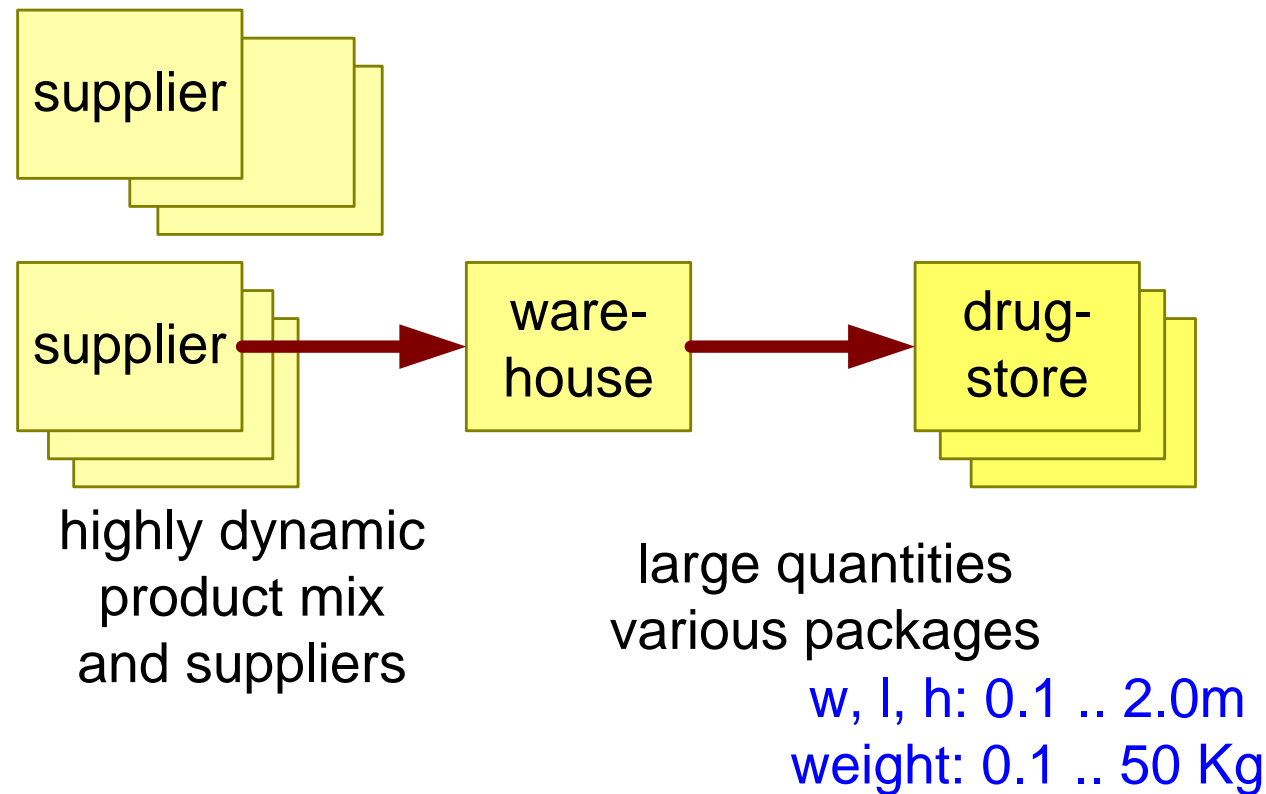 supplier
supplier
ware-
house
drug-
store
highly dynamic
product mix
and suppliers
large quantities
various packages
w, l, h: 0.1 .. 2.0m
weight: 0.1 .. 50 Kg